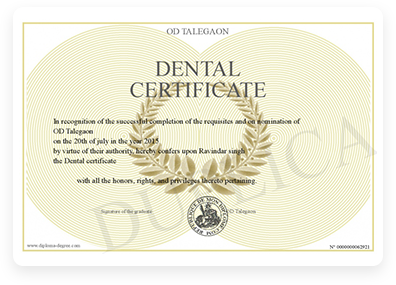 OD TALEGAON
DENTAL
CERTIFICATE
In recognition of the successful completion of the requisites and on nomination of
OD Talegaon
on the 20th of july in the year 2015
by virtue of their authority, hereby confers upon Ravindar singh
the Dental certificate
with all the honors, rights, and privileges thereto pertaining.
Signature of the graduate
OD Talegaon
www.diploma-dugom.com
N° 0000000062921
DUPLICA